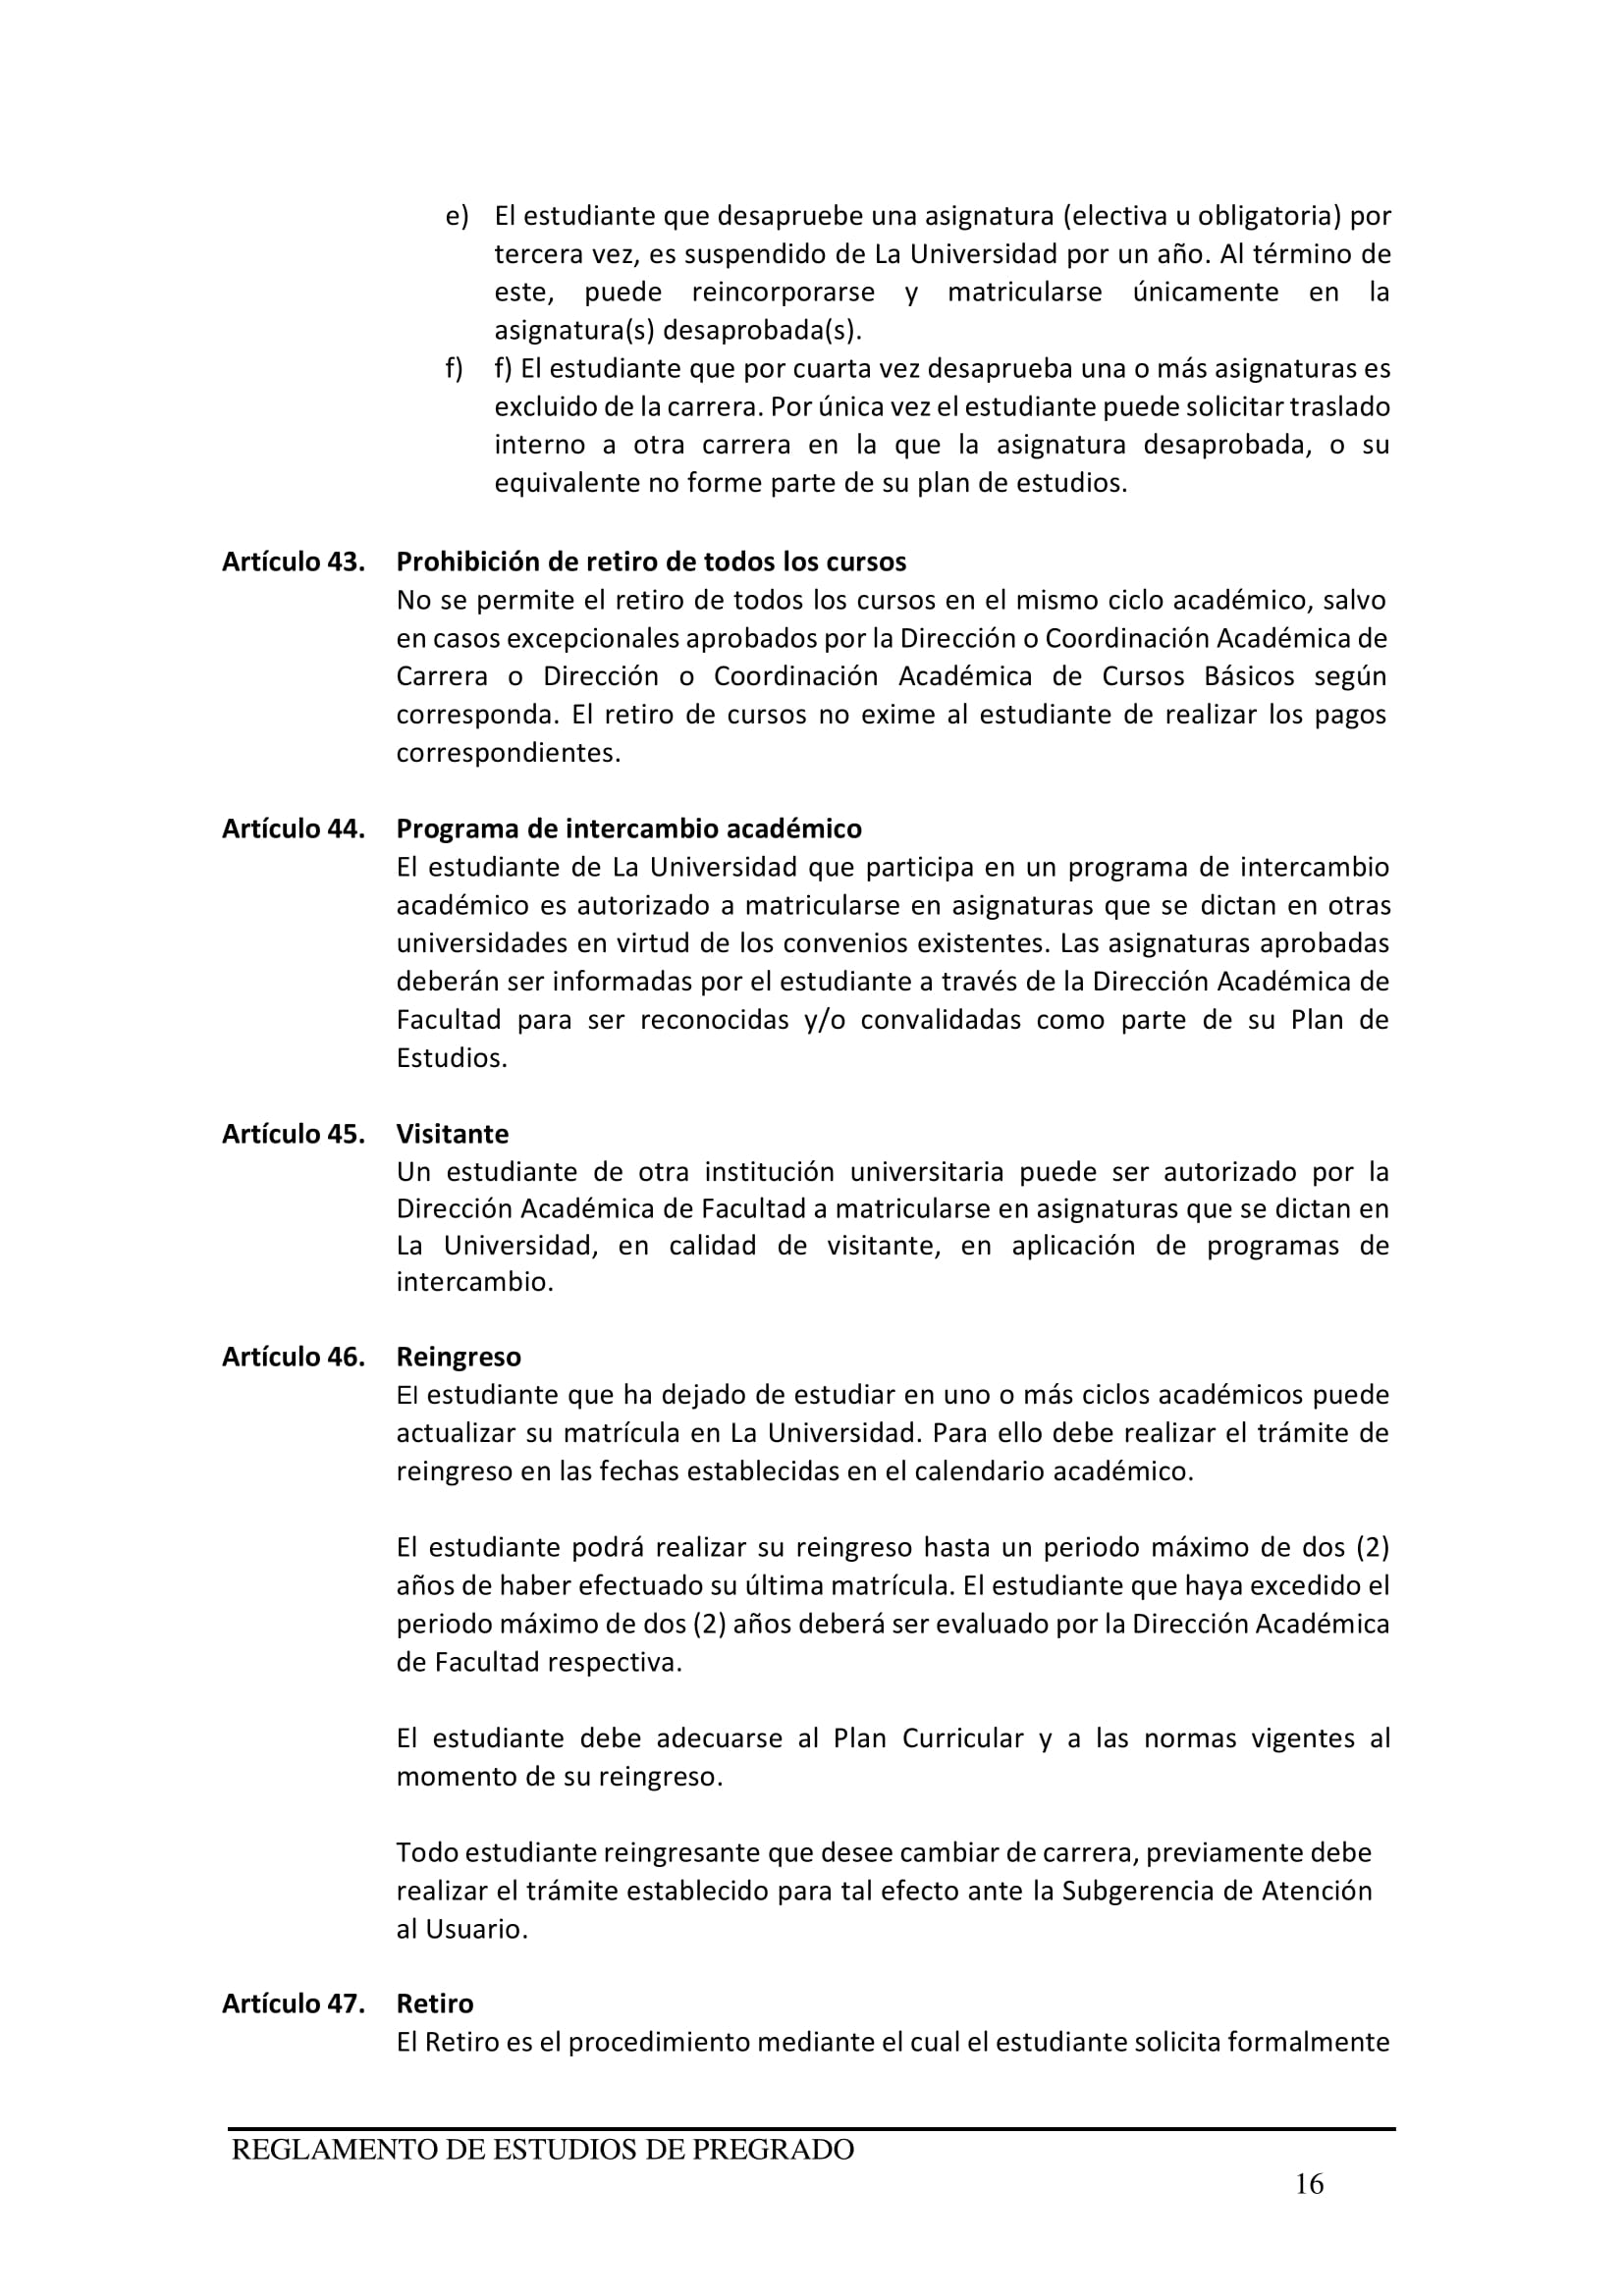 e) El estudiante que desapruebe una asignatura (electiva u obligatoria) por
tercera vez, es suspendido de La Universidad por un año. Al término de
este, puede reincorporarse y matricularse únicamente en la
asignatura(s) desaprobada(s).
f) f) El estudiante que por cuarta vez desaprueba una o más asignaturas es
excluido de la carrera. Por única vez el estudiante puede solicitar traslado
interno a otra carrera en la que la asignatura desaprobada, o su
equivalente no forme parte de su plan de estudios.
Artículo 43. Prohibición de retiro de todos los cursos
No se permite el retiro de todos los cursos en el mismo ciclo académico, salvo
en casos excepcionales aprobados por la Dirección o Coordinación Académica de
Carrera o Dirección o Coordinación Académica de Cursos Básicos según
corresponda. El retiro de cursos no exime al estudiante de realizar los pagos
correspondientes.
Artículo 44. Programa de intercambio académico
El estudiante de La Universidad que participa en un programa de intercambio
académico es autorizado a matricularse en asignaturas que se dictan en otras
universidades en virtud de los convenios existentes. Las asignaturas aprobadas
deberán ser informadas por el estudiante a través de la Dirección Académica de
Facultad para ser reconocidas y/o convalidadas como parte de su Plan de
Estudios.
Artículo 45. Visitante
Un estudiante de otra institución universitaria puede ser autorizado por la
Dirección Académica de Facultad a matricularse en asignaturas que se dictan en
La Universidad, en calidad de visitante, en aplicación de programas de
intercambio.
Artículo 46. Reingreso
El estudiante que ha dejado de estudiar en uno o más ciclos académicos puede
actualizar su matrícula en La Universidad. Para ello debe realizar el trámite de
reingreso en las fechas establecidas en el calendario académico.
El estudiante podrá realizar su reingreso hasta un periodo máximo de dos (2)
años de haber efectuado su última matrícula. El estudiante que haya excedido el
periodo máximo de dos (2) años deberá ser evaluado por la Dirección Académica
de Facultad respectiva.
El estudiante debe adecuarse al Plan Curricular y a las normas vigentes al
momento de su reingreso.
Todo estudiante reingresante que desee cambiar de carrera, previamente debe
realizar el trámite establecido para tal efecto ante la Subgerencia de Atención
al Usuario.
Artículo 47. Retiro
El Retiro es el procedimiento mediante el cual el estudiante solicita formalmente
REGLAMENTO DE ESTUDIOS DE PREGRADO
16